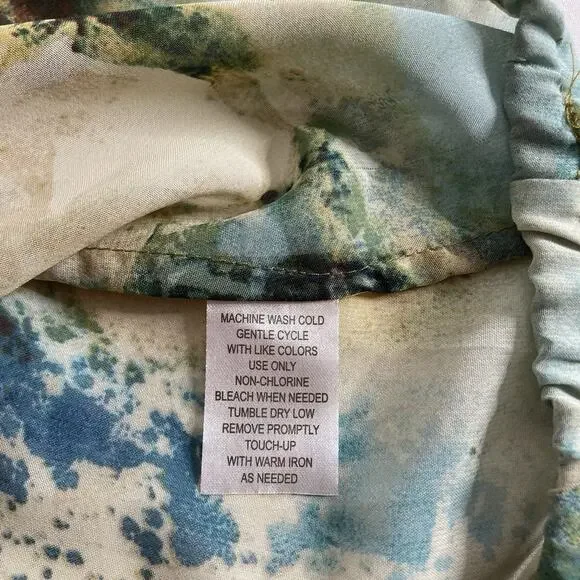 MACHINE WASH COLD
GENTLE CYCLE
WITH LIKE COLORS
USE ONLY
NON-CHLORINE
BLEACH WHEN NEEDED
TUMBLE DRY LOW
REMOVE PROMPTLY
TOUCH-UP
WITH WARM IRON
AS NEEDED